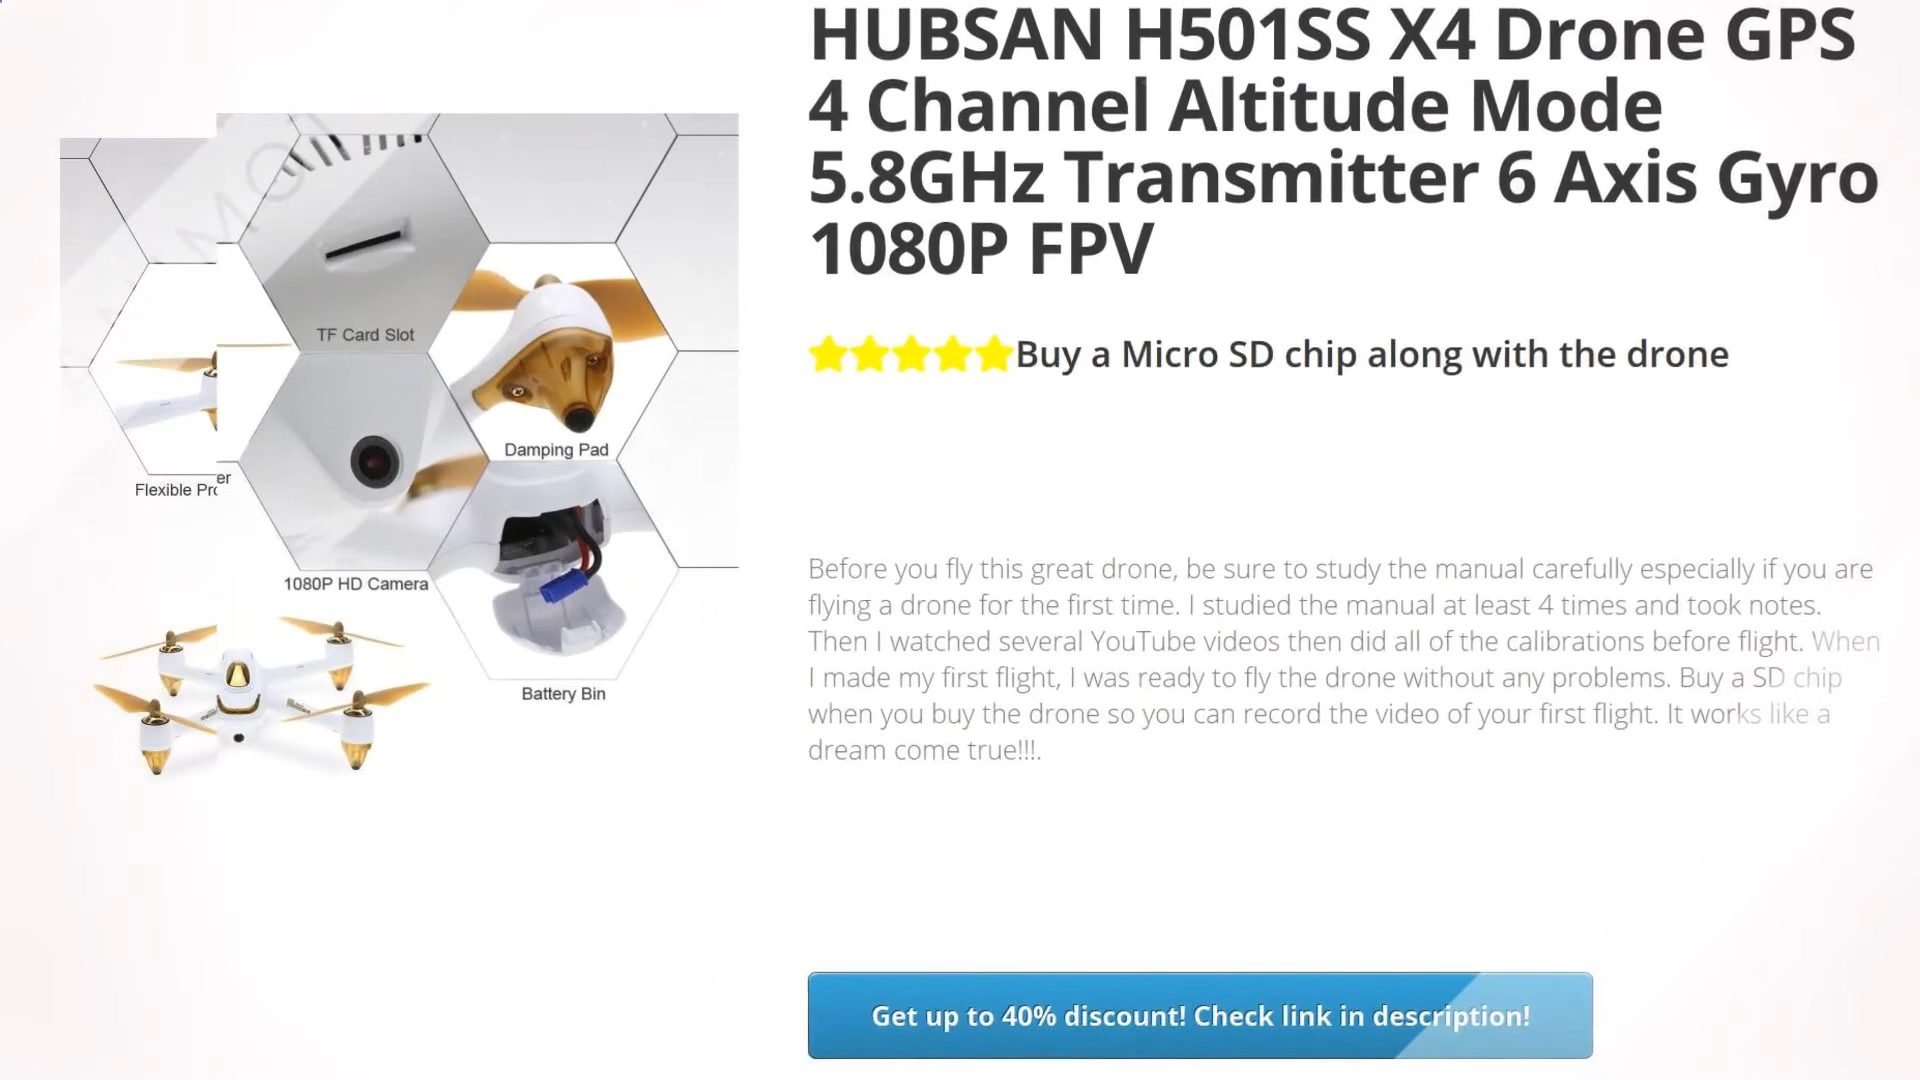 HUBSAN H501SS X4 Drone GPS
4 Channel Altitude Mode
5.8GHz Transmitter 6 Axis Gyro
1080P FPV
Buy a Micro SD chip along with the drone
TF Card Slot
Damping Pad
er
Flexible Pro
1080P HD Camera
Battery Bin
Before you fly this great drone, be sure to study the manual carefully especially if you are
flying a drone for the first time. I studied the manual at least 4 times and took notes.
Then I watched several YouTube videos then did all of the calibrations before flight. When
I made my first flight, I was ready to fly the drone without any problems. Buy a SD chip
when you buy the drone so you can record the video of your first flight. It works like a
dream come true!!!.
Get up to 40% discount! Check link in description!